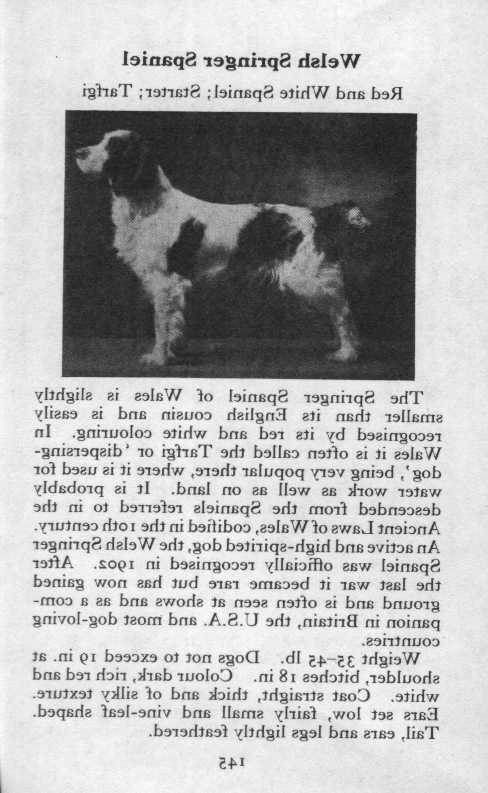 Welsh Springer Spaniel
Red and White Spaniel; Starter; Tarfgi
The Springer Spaniel of Wales is slightly
smaller than its English cousin and is easily
recognised by its red and white colouring. In
Wales it is often called the Tarfgi or ‘dispersing-
dog’, being very popular there, where it is used for
water work as well as on land. It is probably
descended from the Spaniels referred to in the
Ancient Laws of Wales, codified in the 10th century.
An active and high-spirited dog, the Welsh Springer
Spaniel was officially recognised in 1902. After
the last war it became rare but has now gained
ground and is often seen at shows and as a com-
panion in Britain, the U.S.A. and most dog-loving
countries.
Weight 35–45 lb. Dogs not to exceed 19 in. at
shoulder, bitches 18 in. Colour dark, rich red and
white. Coat straight, thick and of silky texture.
Ears set low, fairly small and vine-leaf shaped.
Tail, ears and legs lightly feathered.
145